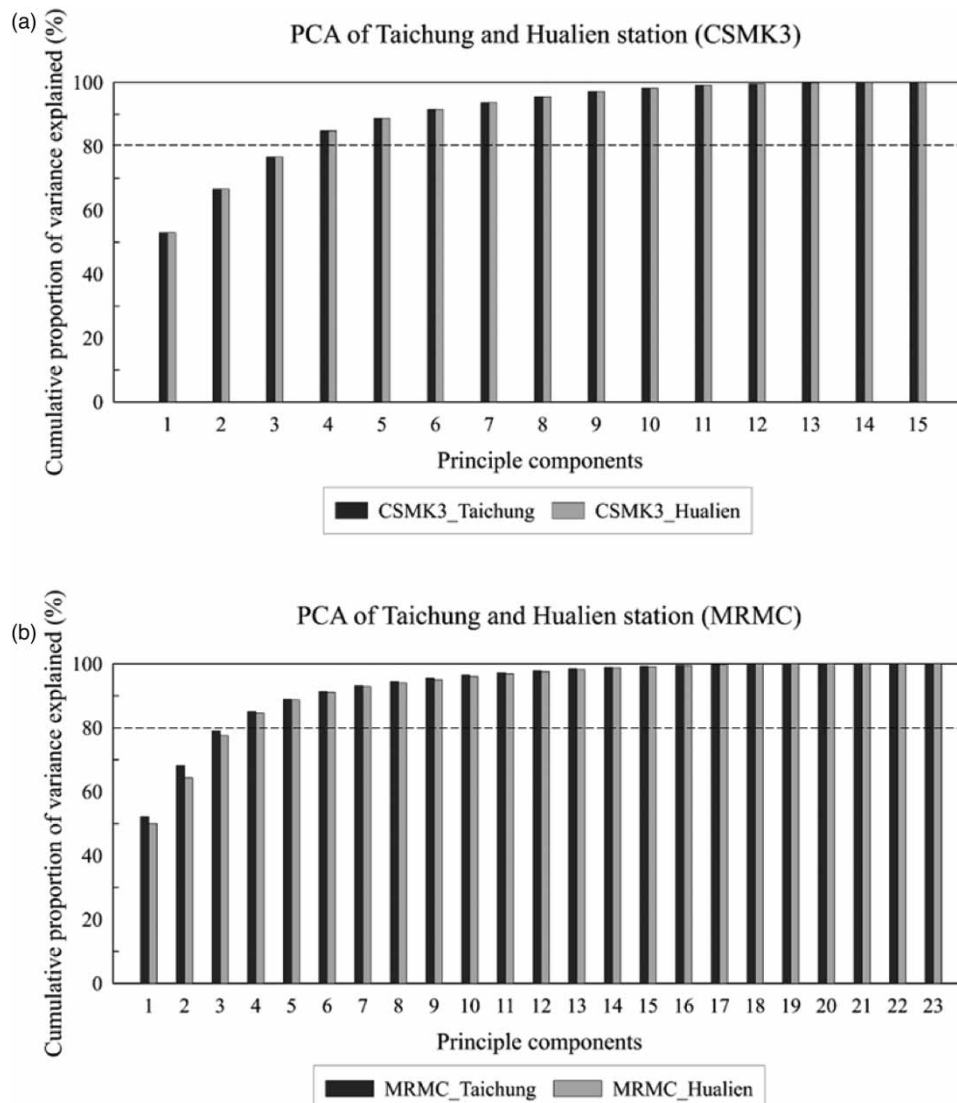 (a)
PCA of Taichung and Hualien station (CSMK3)
Cumulative proportion of variance explained (%)
100
80
60
40
20
0
1 2 3 4 5 6 7 8 9 10 11 12 13 14 15
Principle components
CSMK3_Taichung CSMK3_Hualien
(b)
PCA of Taichung and Hualien station (MRMC)
Cumulative proportion of variance explained (%)
100
80
60
40
20
0
1 2 3 4 5 6 7 8 9 10 11 12 13 14 15 16 17 18 19 20 21 22 23
Principle components
MRMC_Taichung MRMC_Hualien